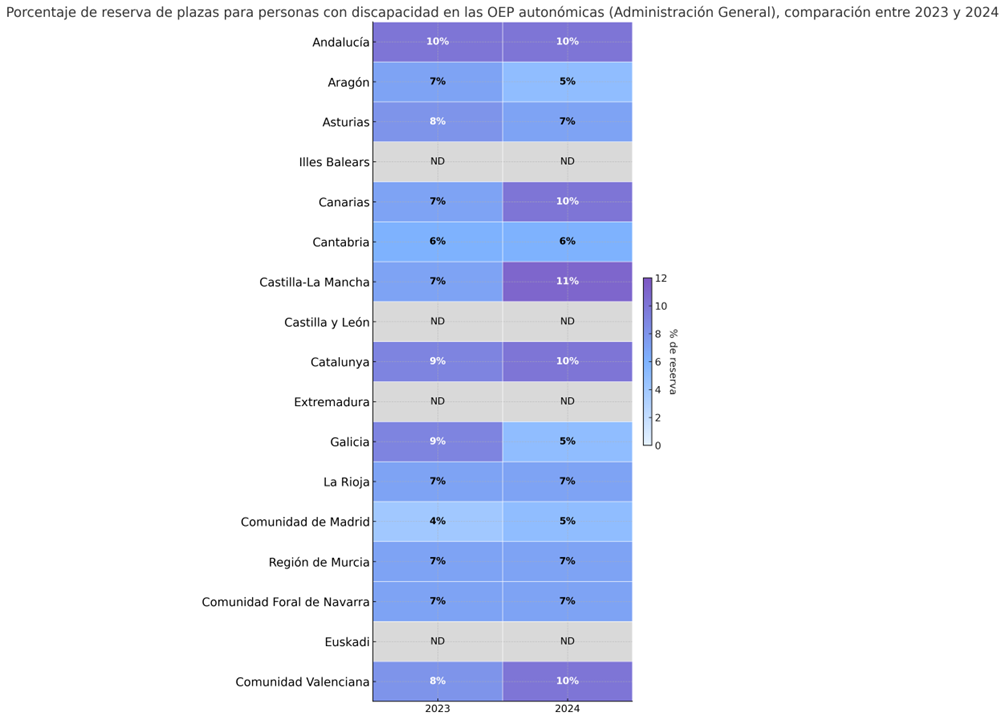 Porcentaje de reserva de plazas para personas con discapacidad en las OEP autonómicas (Administración General), comparación entre 2023 y 2024
Andalucía 10% 10%
Aragón 7% 5%
Asturias 8% 7%
Illes Balears ND ND
Canarias 7% 10%
Cantabria 6% 6%
Castilla-La Mancha 7% 11%
Castilla y León ND ND
Catalunya 9% 10%
Extremadura ND ND
Galicia 9% 5%
La Rioja 7% 7%
Comunidad de Madrid 4% 5%
Región de Murcia 7% 7%
Comunidad Foral de Navarra 7% 7%
Euskadi ND ND
Comunidad Valenciana 8% 10%
2023 2024
12
10
8
6
4
2
0
% de reserva